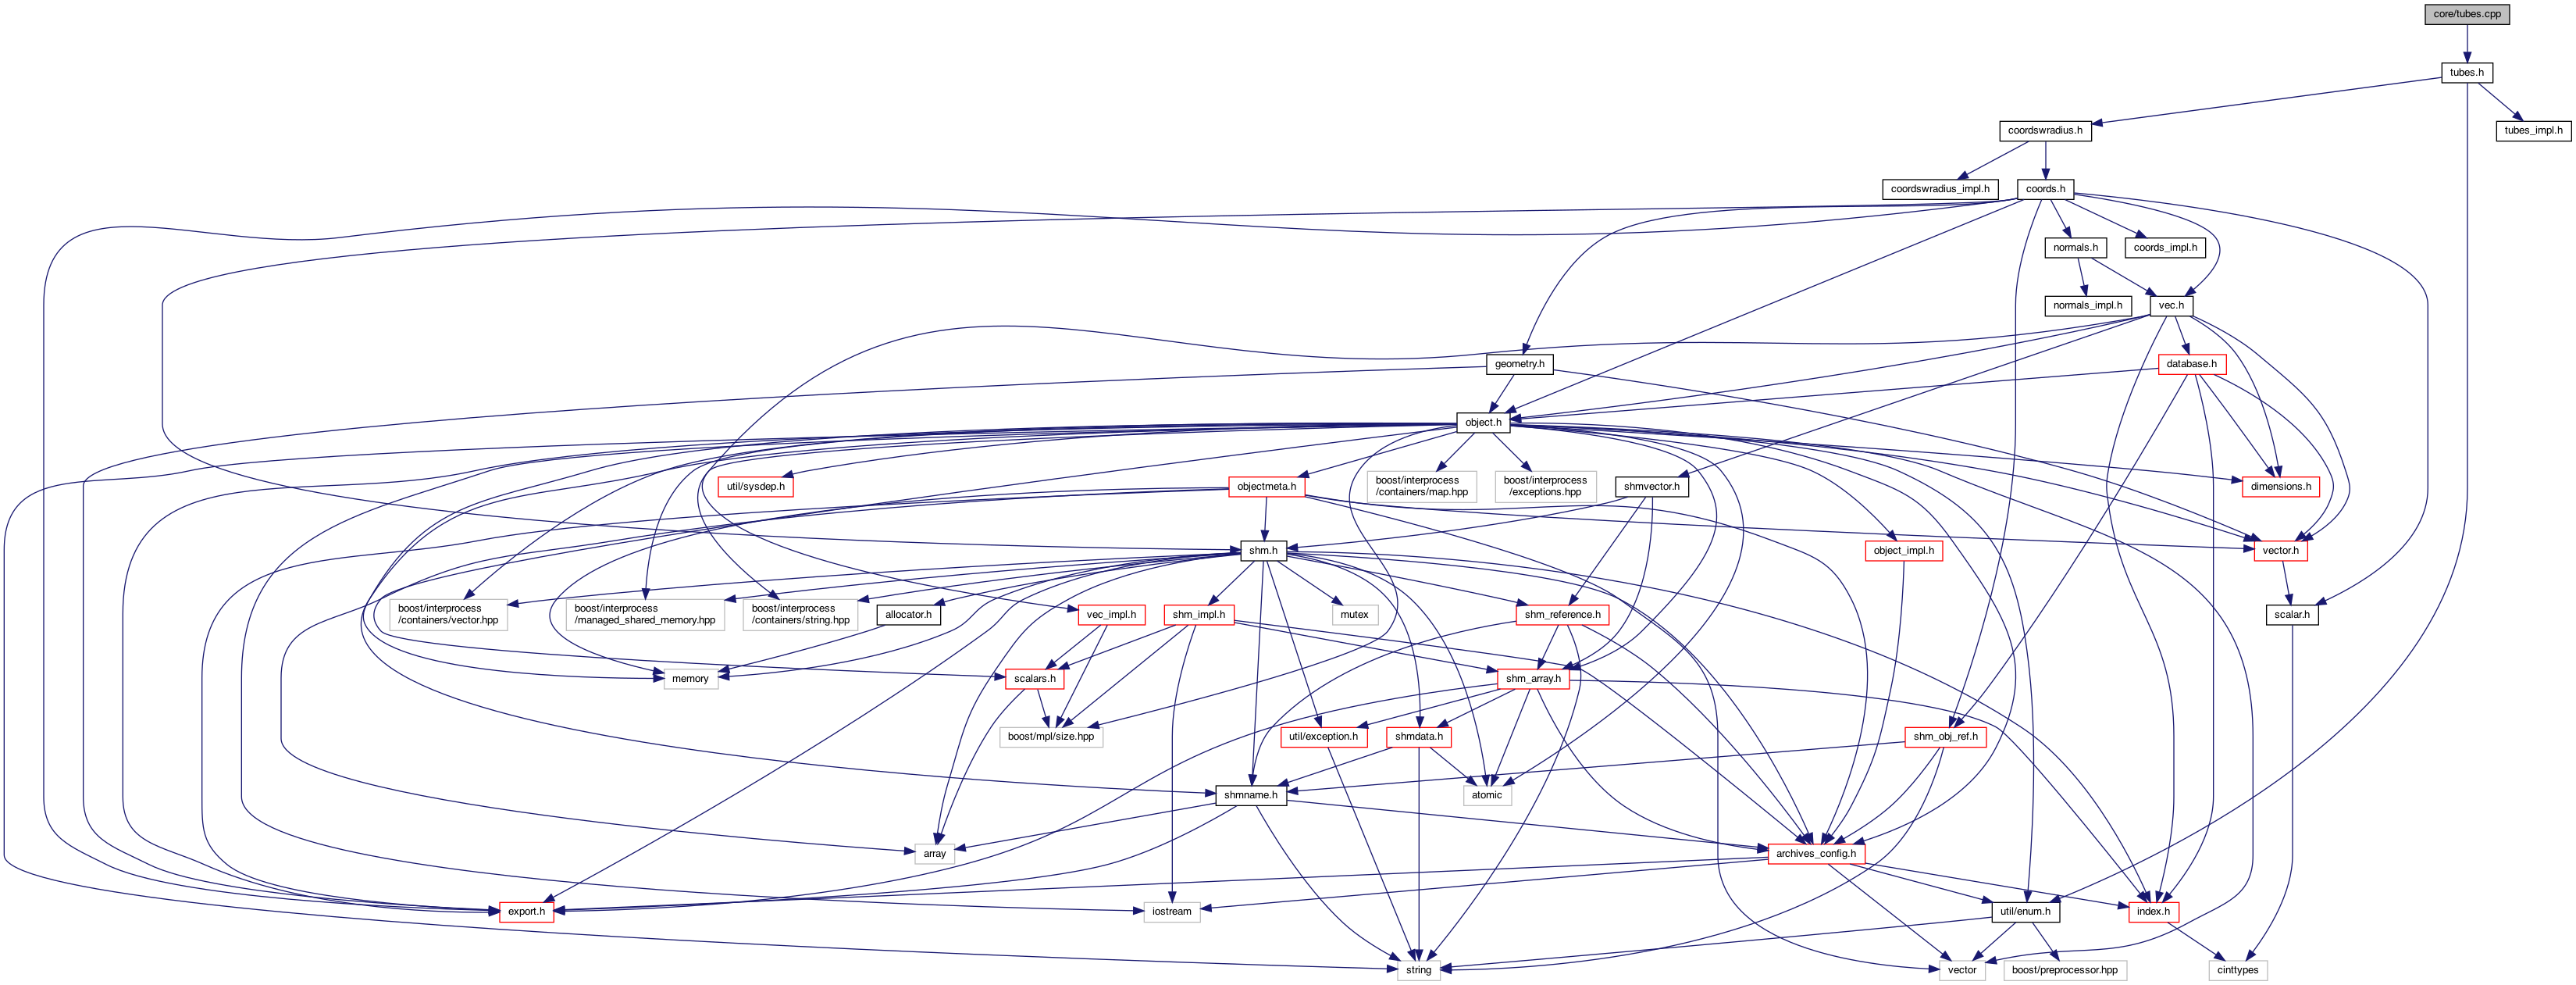 core/tubes.cpp
tubes.h
coordswradius.h
tubes_impl.h
coordswradius_impl.h
coords.h
normals.h
coords_impl.h
normals_impl.h
vec.h
geometry.h
database.h
object.h
util/sysdep.h
objectmeta.h
boost/interprocess
/containers/map.hpp
boost/interprocess
/exceptions.hpp
shmvector.h
dimensions.h
shm.h
object_impl.h
vector.h
boost/interprocess
/containers/vector.hpp
boost/interprocess
/managed_shared_memory.hpp
boost/interprocess
/containers/string.hpp
allocator.h
vec_impl.h
shm_impl.h
mutex
shm_reference.h
scalar.h
memory
scalars.h
shm_array.h
boost/mpl/size.hpp
util/exception.h
shmdata.h
shm_obj_ref.h
shmname.h
atomic
array
archives_config.h
export.h
iostream
util/enum.h
index.h
string
vector
boost/preprocessor.hpp
cinttypes